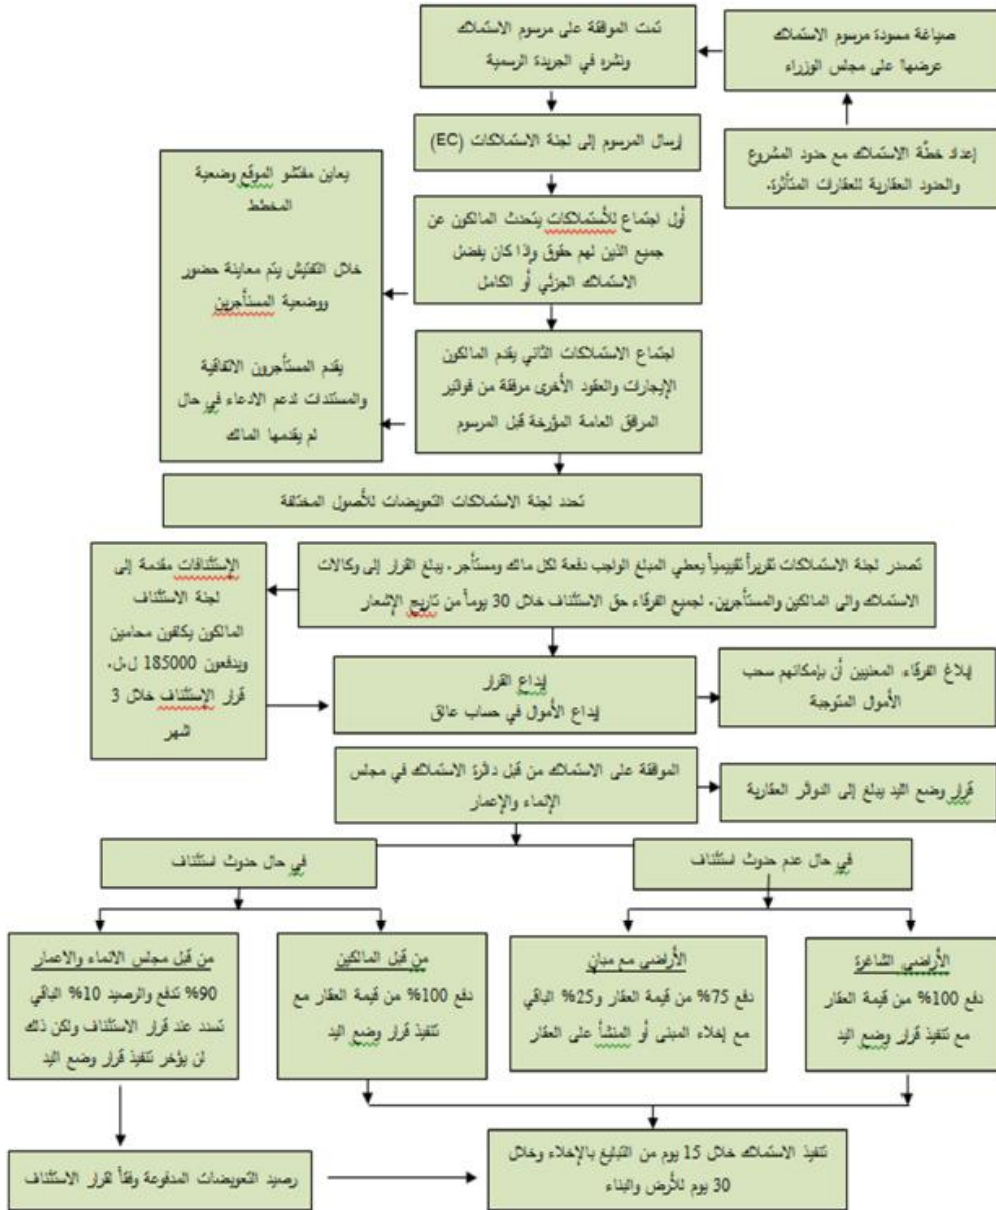 صياغة مسودة مرسوم الاستملاك
عرضها على مجلس الوزراء
تمت الموافقة على مرسوم الاستملاك
ونشره في الجريدة الرسمية
إعداد خطّة الاستملاك مع حدود المشروع
والحدود العقارية للعقارات المتأثرة.
إرسال المرسوم إلى لجنة الاستملاكات (EC)
أول اجتماع للأستملاكات يتحدث المالكون عن
جميع الذين لهم حقوق وإذا كان يفضل
الاستملاك الجزئي أو الكامل
يعاين مفتشو الموقع وضعية
المخطط
خلال التفتيش يتم معاينة حضور
ووضعية المستأجرين
يقدم المستأجرون الاتفاقية
والمستندات لدعم الادعاء في حال
لم يقدمها المالك
اجتماع الاستملاكات الثاني يقدم المالكون
الإيجارات والعقود الأخرى مرفقة من فواتير
المرافق العامة المؤرخة قبل المرسوم
تحدد لجنة الاستملاكات التعويضات للأصول المختلفة
تصدر لجنة الاستملاكات تقريراً تقييمياً يعطي المبلغ الواجب دفعة لكل مالك ومستأجر. يبلغ القرار إلى وكالات
الاستملاك والى المالكين والمستأجرين. لجميع الفرقاء حق الاستئناف خلال 30 يوماً من تاريخ الإشعار
الإستئنافات مقدمة إلى
لجنة الاستئناف
المالكون يكلفون محامين
ويدفعون 185000 ل.ل.
قرار الإستئناف خلال 3
اشهر
إيداع القرار
إيداع الأموال في حساب عالق
إبلاغ الفرقاء المعنيين أن بإمكانهم سحب
الأموال المتوجبة
الموافقة على الاستملاك من قبل دائرة الاستملاك في مجلس
الإنماء والإعمار
قرار وضع اليد يبلغ إلى الدوائر العقارية
في حال عدم حدوث استئناف
في حال حدوث استئناف
الأراضي الشاغرة
دفع 100% من قيمة العقار
مع تنفيذ قرار وضع اليد
الأراضي مع مبان
دفع 75% من قيمة العقار و25% الباقي
مع إخلاء المبنى أو المنشأ على العقار
من قبل المالكين
دفع 100% من قيمة العقار مع
تنفيذ قرار وضع اليد
من قبل مجلس الانماء والاعمار
90% تدفع والرصيد 10% الباقي
تسدد عند قرار الاستئناف ولكن ذلك
لن يؤخر تنفيذ قرار وضع اليد
تنفيذ الاستملاك خلال 15 يوم من التبليغ بالإخلاء وخلال
30 يوم للأرض والبناء
رصيد التعويضات المدفوعة وفقاً لقرار الاستئناف